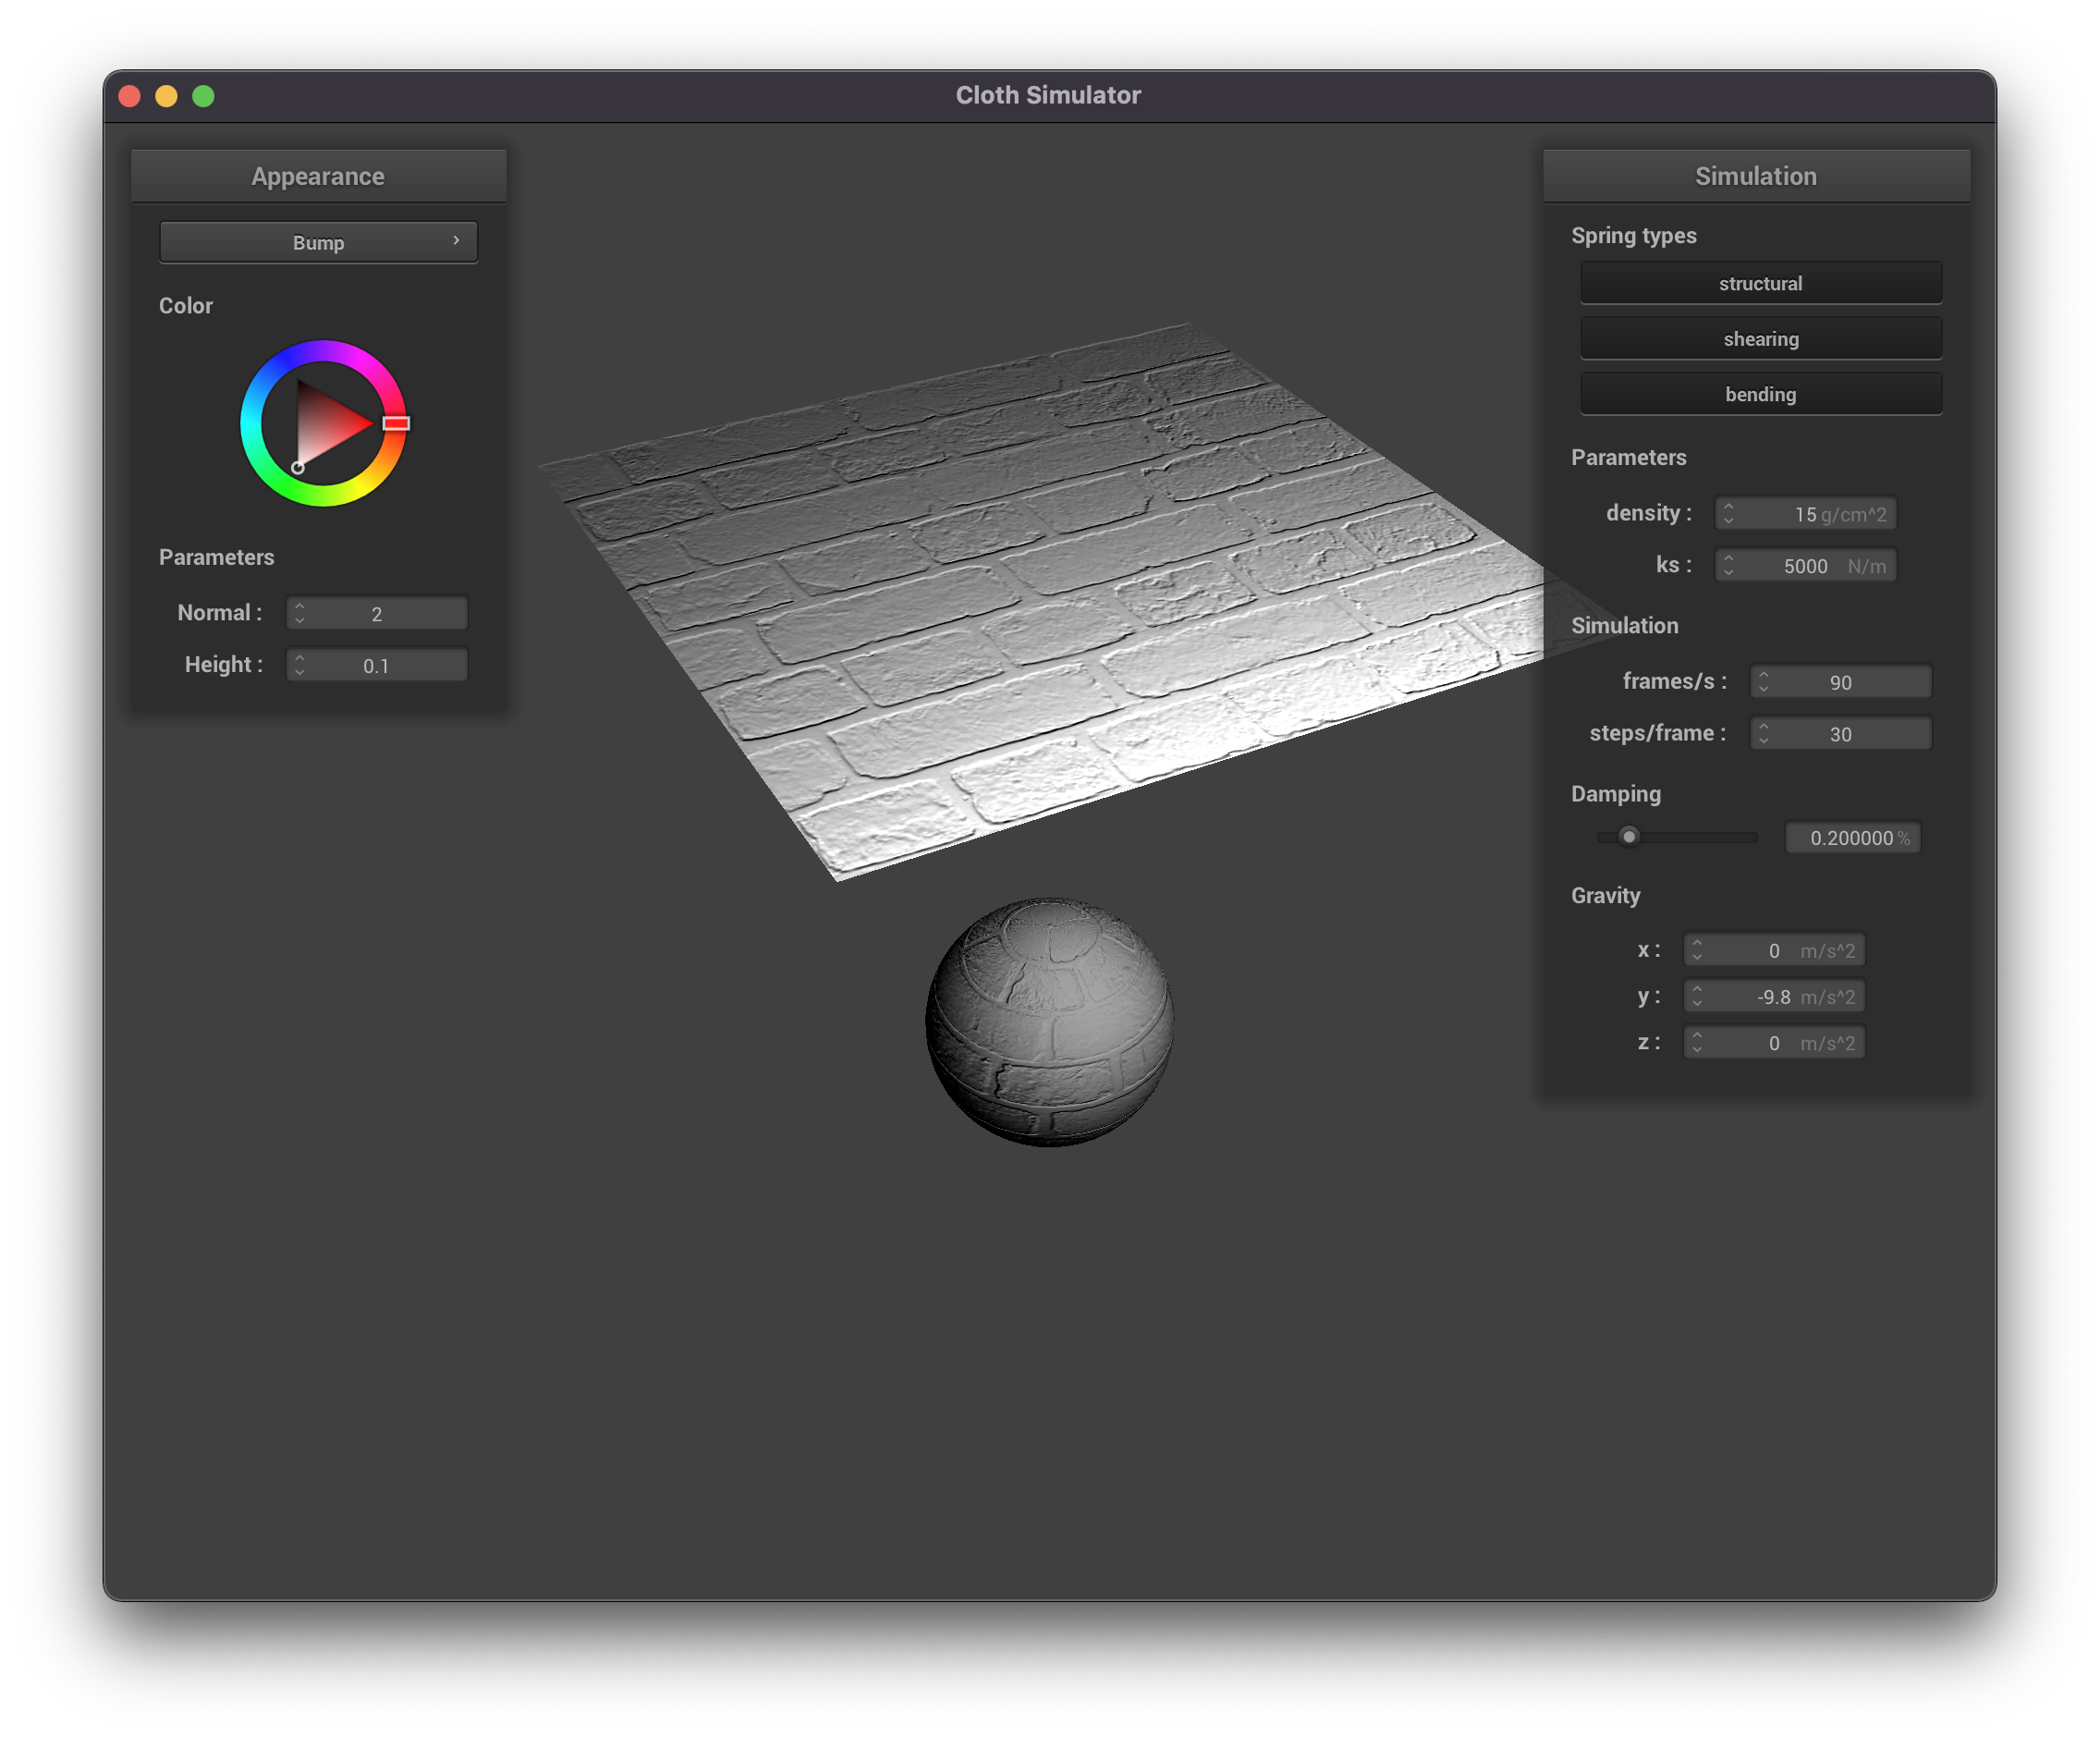 Cloth Simulator
Appearance
Bump
Color
Parameters
Normal : 2
Height : 0.1
Simulation
Spring types
structural
shearing
bending
Parameters
density : 15 g/cm^2
ks : 5000 N/m
Simulation
frames/s : 90
steps/frame : 30
Damping
0.200000 %
Gravity
x : 0 m/s^2
y : -9.8 m/s^2
z : 0 m/s^2